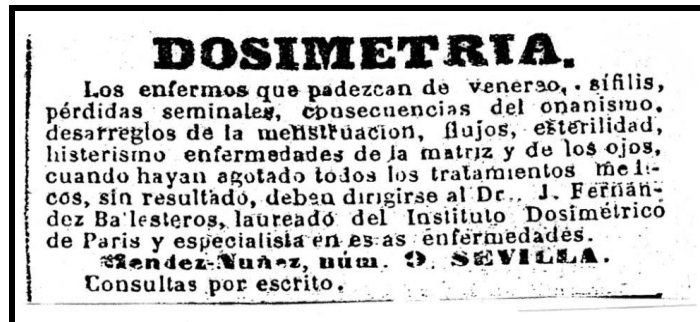 DOSIMETRIA.
Los enfermos que padezcan de venereo, sífilis,
pérdidas seminales, consecuencias del onanismo,
desarreglos de la menstruacion, flujos, esterilidad,
histerismo enfermedades de la matriz y de los ojos,
cuando hayan agotado todos los tratamientos médi-
cos, sin resultado, deben dirigirse al Dr. J. Fernán-
dez Ballesteros, laureado del Instituto Dosimétrico
de Paris y especialista en esas enfermedades.
Mendez-Nuñez, núm. 9. SEVILLA.
Consultas por escrito.